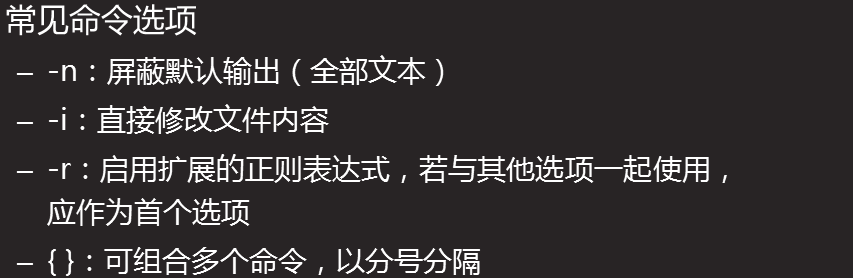 常见命令选项
– -n：屏蔽默认输出（全部文本）
– -i：直接修改文件内容
– -r：启用扩展的正则表达式，若与其他选项一起使用，
应作为首个选项
– { }：可组合多个命令，以分号分隔